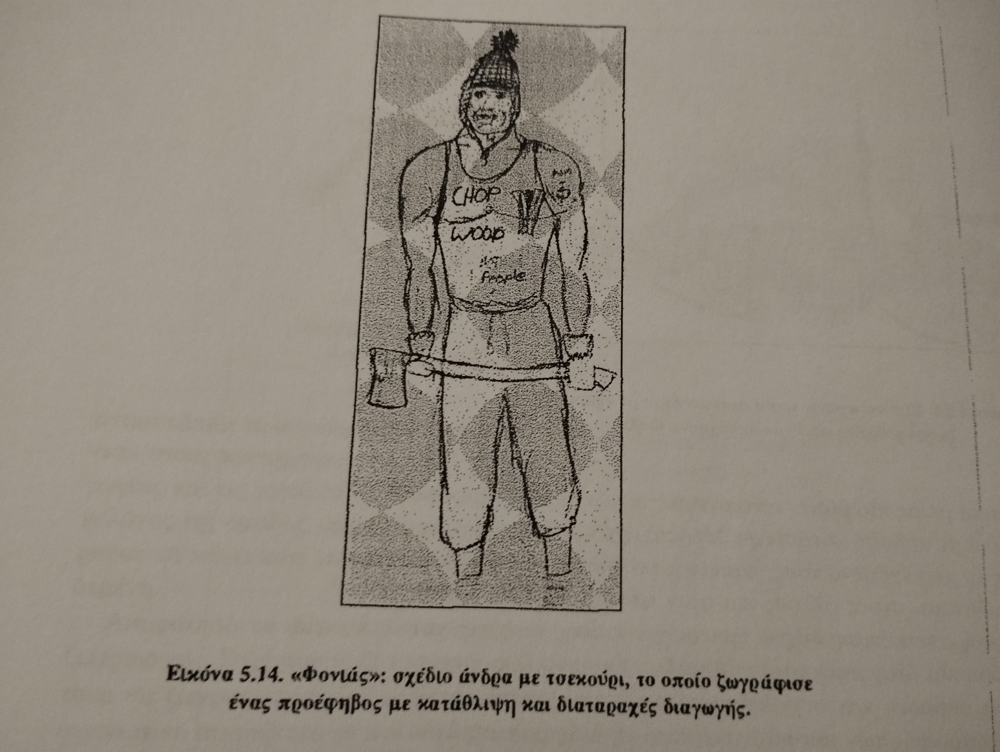 CHOP
WOOD
NOT
People
Εικόνα 5.14. «Φονιάς»: σχέδιο άνδρα με τσεκούρι, το οποίο ζωγράφισε
ένας προέφηβος με κατάθλιψη και διαταραχές διαγωγής.